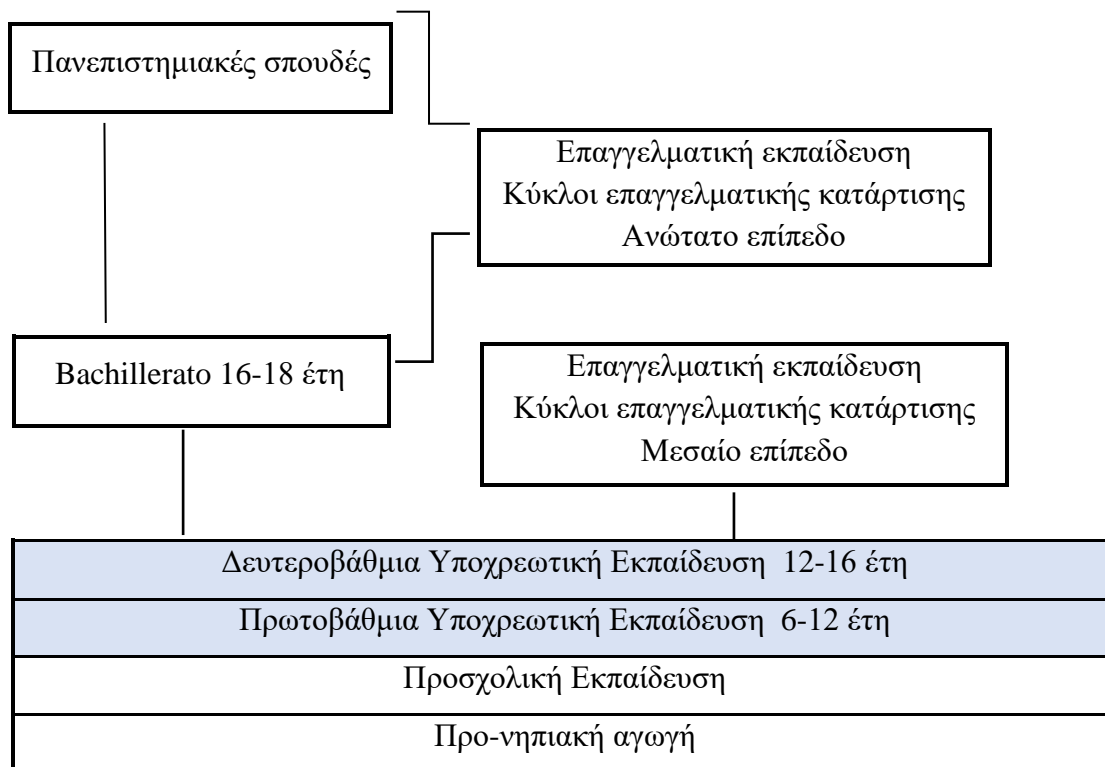 Πανεπιστημιακές σπουδές
Επαγγελματική εκπαίδευση
Κύκλοι επαγγελματικής κατάρτισης
Ανώτατο επίπεδο
Bachillerato 16-18 έτη
Επαγγελματική εκπαίδευση
Κύκλοι επαγγελματικής κατάρτισης
Μεσαίο επίπεδο
Δευτεροβάθμια Υποχρεωτική Εκπαίδευση 12-16 έτη
Πρωτοβάθμια Υποχρεωτική Εκπαίδευση 6-12 έτη
Προσχολική Εκπαίδευση
Προ-νηπιακή αγωγή